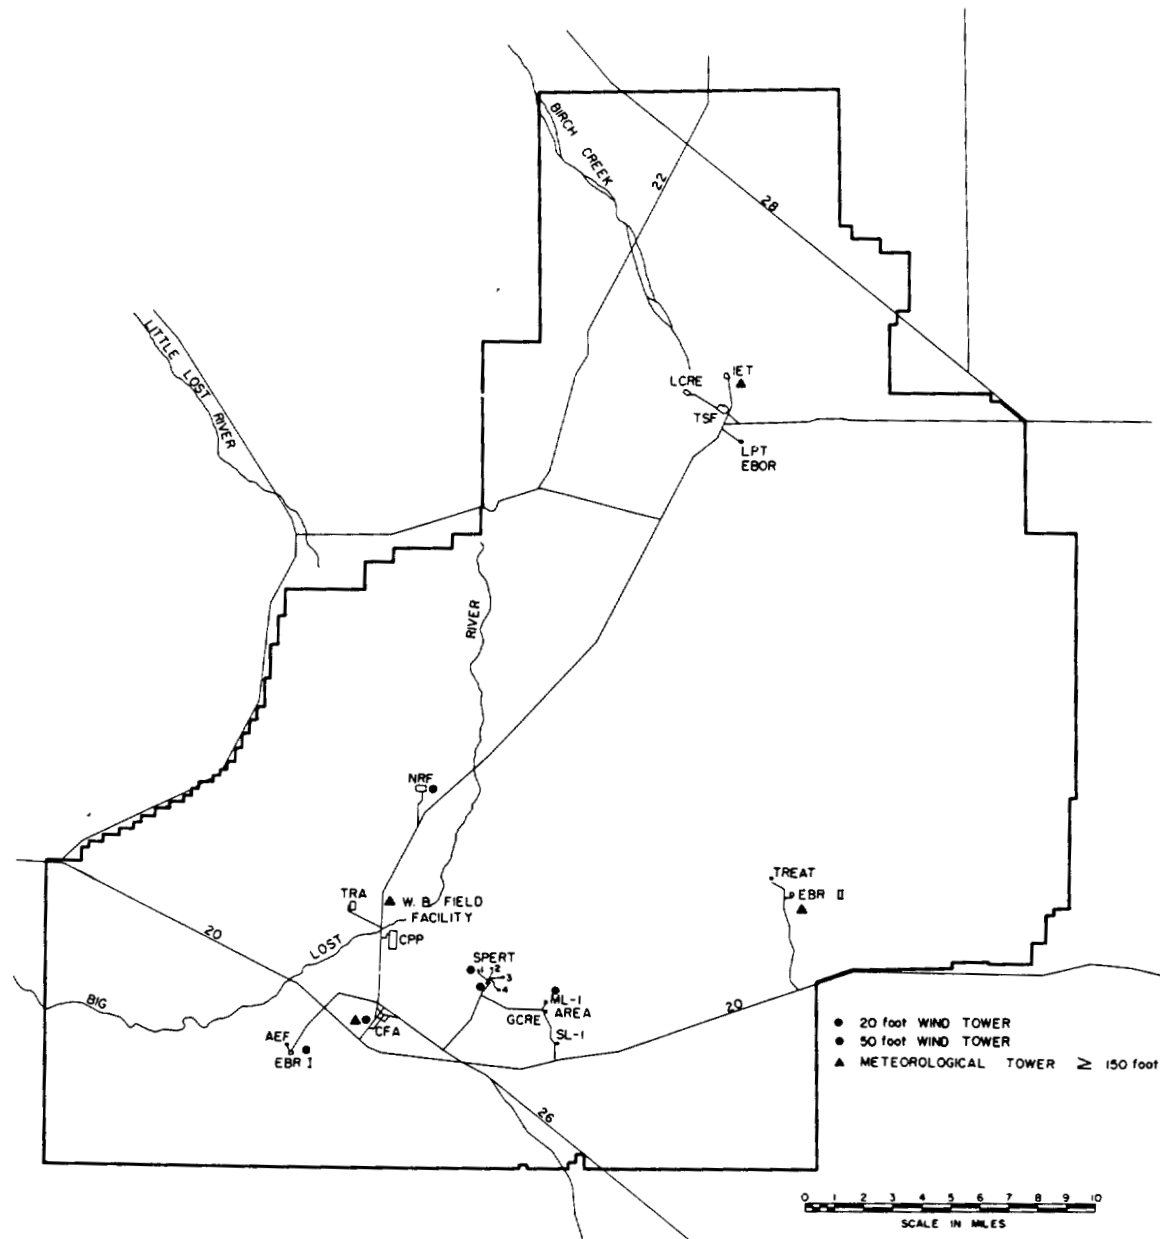 BIRCH CREEK
22
28
LITTLE LOST RIVER
IET
LCRE
TSF
LPT
EBOR
RIVER
NRF
TREAT
EBR II
TRA
W. B. FIELD
FACILITY
CPP
20
LOST
SPERT
1 2
3
4
BIG
ML-1
AREA
GCRE
20
CFA
SL-1
AEF
EBR I
26
20 foot WIND TOWER
50 foot WIND TOWER
METEOROLOGICAL TOWER ≥ 150 foot
0 1 2 3 4 5 6 7 8 9 10
SCALE IN MILES